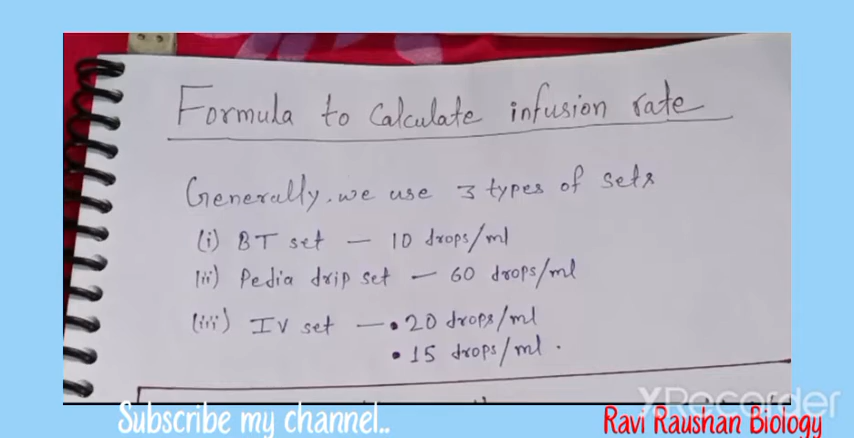 Formula to Calculate infusion rate
Generally, we use 3 types of sets
(i) BT set — 10 drops/ml
(ii) Pedia drip set — 60 drops/ml
(iii) IV set — • 20 drops/ml
• 15 drops/ml.
XRecorder
Subscribe my channel..
Ravi Raushan Biology